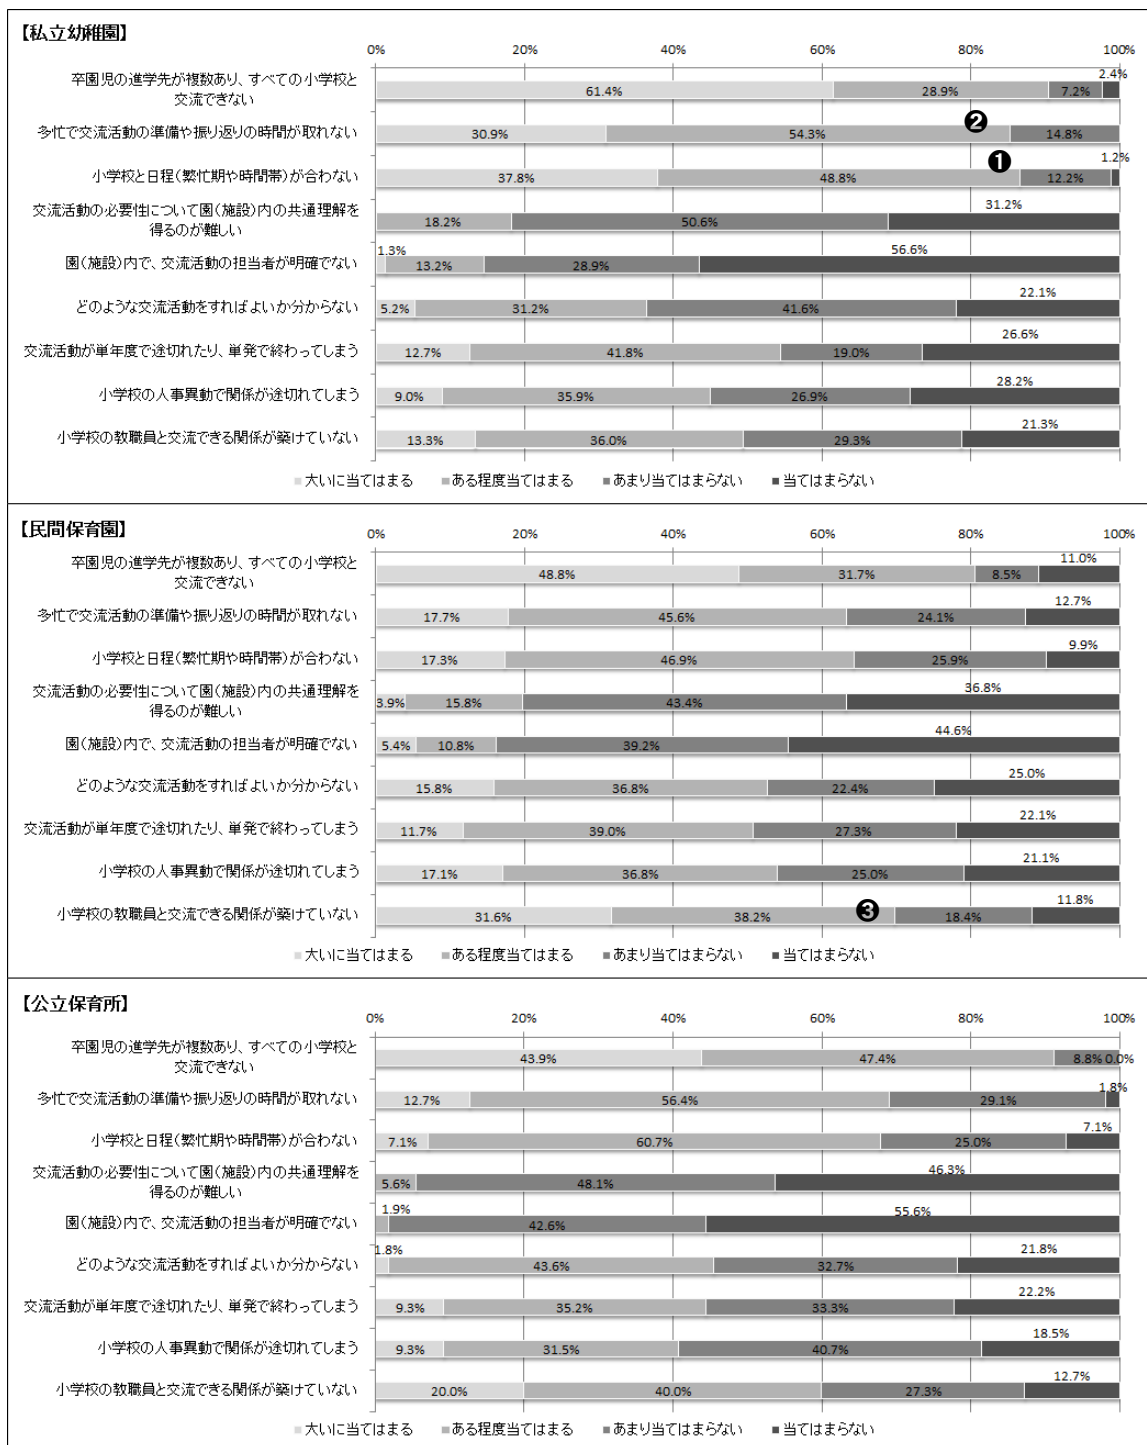 【私立幼稚園】
0% 20% 40% 60% 80% 100%
卒園児の進学先が複数あり、すべての小学校と
交流できない
61.4% 28.9% 7.2% 2.4%
多忙で交流活動の準備や振り返りの時間が取れない
30.9% 54.3% ❷ 14.8%
小学校と日程(繁忙期や時間帯)が合わない
37.8% 48.8% ❶ 12.2% 1.2%
交流活動の必要性について園(施設)内の共通理解を
得るのが難しい
18.2% 50.6% 31.2%
園(施設)内で、交流活動の担当者が明確でない
1.3% 13.2% 28.9% 56.6%
どのような交流活動をすればよいか分からない
5.2% 31.2% 41.6% 22.1%
交流活動が単年度で途切れたり、単発で終わってしまう
12.7% 41.8% 19.0% 26.6%
小学校の人事異動で関係が途切れてしまう
9.0% 35.9% 26.9% 28.2%
小学校の教職員と交流できる関係が築けていない
13.3% 36.0% 29.3% 21.3%
■大いに当てはまる ■ある程度当てはまる ■あまり当てはまらない ■当てはまらない
【民間保育園】
0% 20% 40% 60% 80% 100%
卒園児の進学先が複数あり、すべての小学校と
交流できない
48.8% 31.7% 8.5% 11.0%
多忙で交流活動の準備や振り返りの時間が取れない
17.7% 45.6% 24.1% 12.7%
小学校と日程(繁忙期や時間帯)が合わない
17.3% 46.9% 25.9% 9.9%
交流活動の必要性について園(施設)内の共通理解を
得るのが難しい
3.9% 15.8% 43.4% 36.8%
園(施設)内で、交流活動の担当者が明確でない
5.4% 10.8% 39.2% 44.6%
どのような交流活動をすればよいか分からない
15.8% 36.8% 22.4% 25.0%
交流活動が単年度で途切れたり、単発で終わってしまう
11.7% 39.0% 27.3% 22.1%
小学校の人事異動で関係が途切れてしまう
17.1% 36.8% 25.0% 21.1%
小学校の教職員と交流できる関係が築けていない
31.6% 38.2% ❸ 18.4% 11.8%
■大いに当てはまる ■ある程度当てはまる ■あまり当てはまらない ■当てはまらない
【公立保育所】
0% 20% 40% 60% 80% 100%
卒園児の進学先が複数あり、すべての小学校と
交流できない
43.9% 47.4% 8.8% 0.0%
多忙で交流活動の準備や振り返りの時間が取れない
12.7% 56.4% 29.1% 1.8%
小学校と日程(繁忙期や時間帯)が合わない
7.1% 60.7% 25.0% 7.1%
交流活動の必要性について園(施設)内の共通理解を
得るのが難しい
5.6% 48.1% 46.3%
園(施設)内で、交流活動の担当者が明確でない
1.9% 42.6% 55.6%
どのような交流活動をすればよいか分からない
1.8% 43.6% 32.7% 21.8%
交流活動が単年度で途切れたり、単発で終わってしまう
9.3% 35.2% 33.3% 22.2%
小学校の人事異動で関係が途切れてしまう
9.3% 31.5% 40.7% 18.5%
小学校の教職員と交流できる関係が築けていない
20.0% 40.0% 27.3% 12.7%
■大いに当てはまる ■ある程度当てはまる ■あまり当てはまらない ■当てはまらない